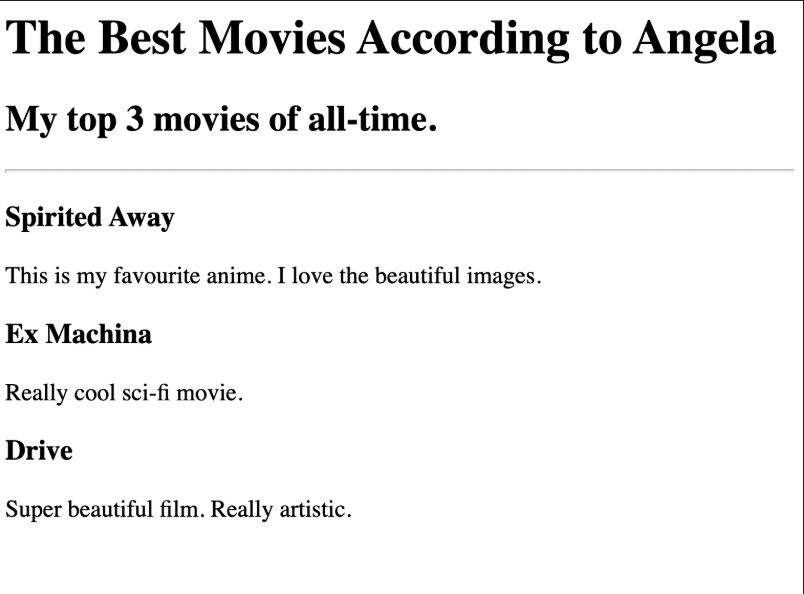 The Best Movies According to Angela
My top 3 movies of all-time.
Spirited Away
This is my favourite anime. I love the beautiful images.
Ex Machina
Really cool sci-fi movie.
Drive
Super beautiful film. Really artistic.